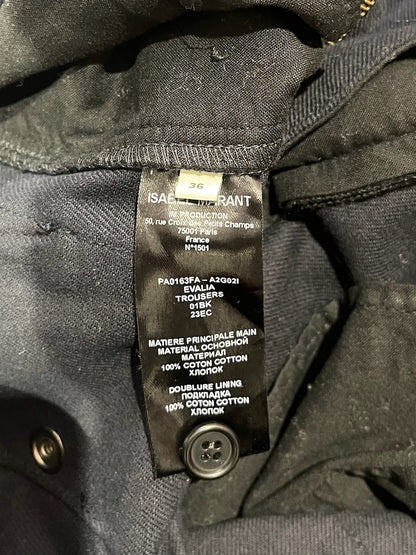 36
ISABEL MARANT
IN PRODUCTION
50, rue Croix des Petits Champs
75001 Paris
France
N°1501
PA0163FA – A2G02I
EVALIA
TROUSERS
01BK
23EC
MATIERE PRINCIPALE MAIN
MATERIAL ОСНОВНОЙ
МАТЕРИАЛ
100% COTON COTTON
ХЛОПОК
DOUBLURE LINING
ПОДКЛАДКА
100% COTON COTTON
ХЛОПОК